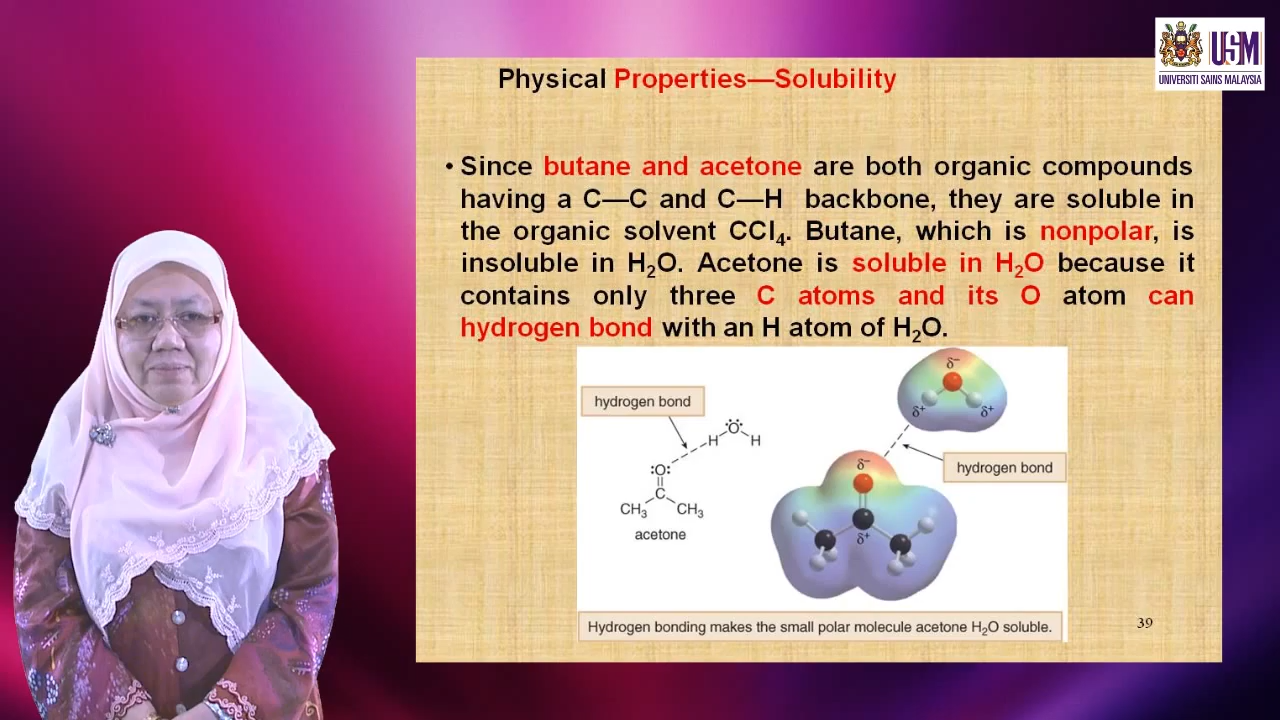 USM
UNIVERSITI SAINS MALAYSIA
Physical Properties—Solubility
• Since butane and acetone are both organic compounds
having a C—C and C—H backbone, they are soluble in
the organic solvent CCl₄. Butane, which is nonpolar, is
insoluble in H₂O. Acetone is soluble in H₂O because it
contains only three C atoms and its O atom can
hydrogen bond with an H atom of H₂O.
hydrogen bond
H O H
O
C
CH₃ CH₃
acetone
δ⁻
δ⁺ δ⁺
hydrogen bond
δ⁻
δ⁺
Hydrogen bonding makes the small polar molecule acetone H₂O soluble.
39